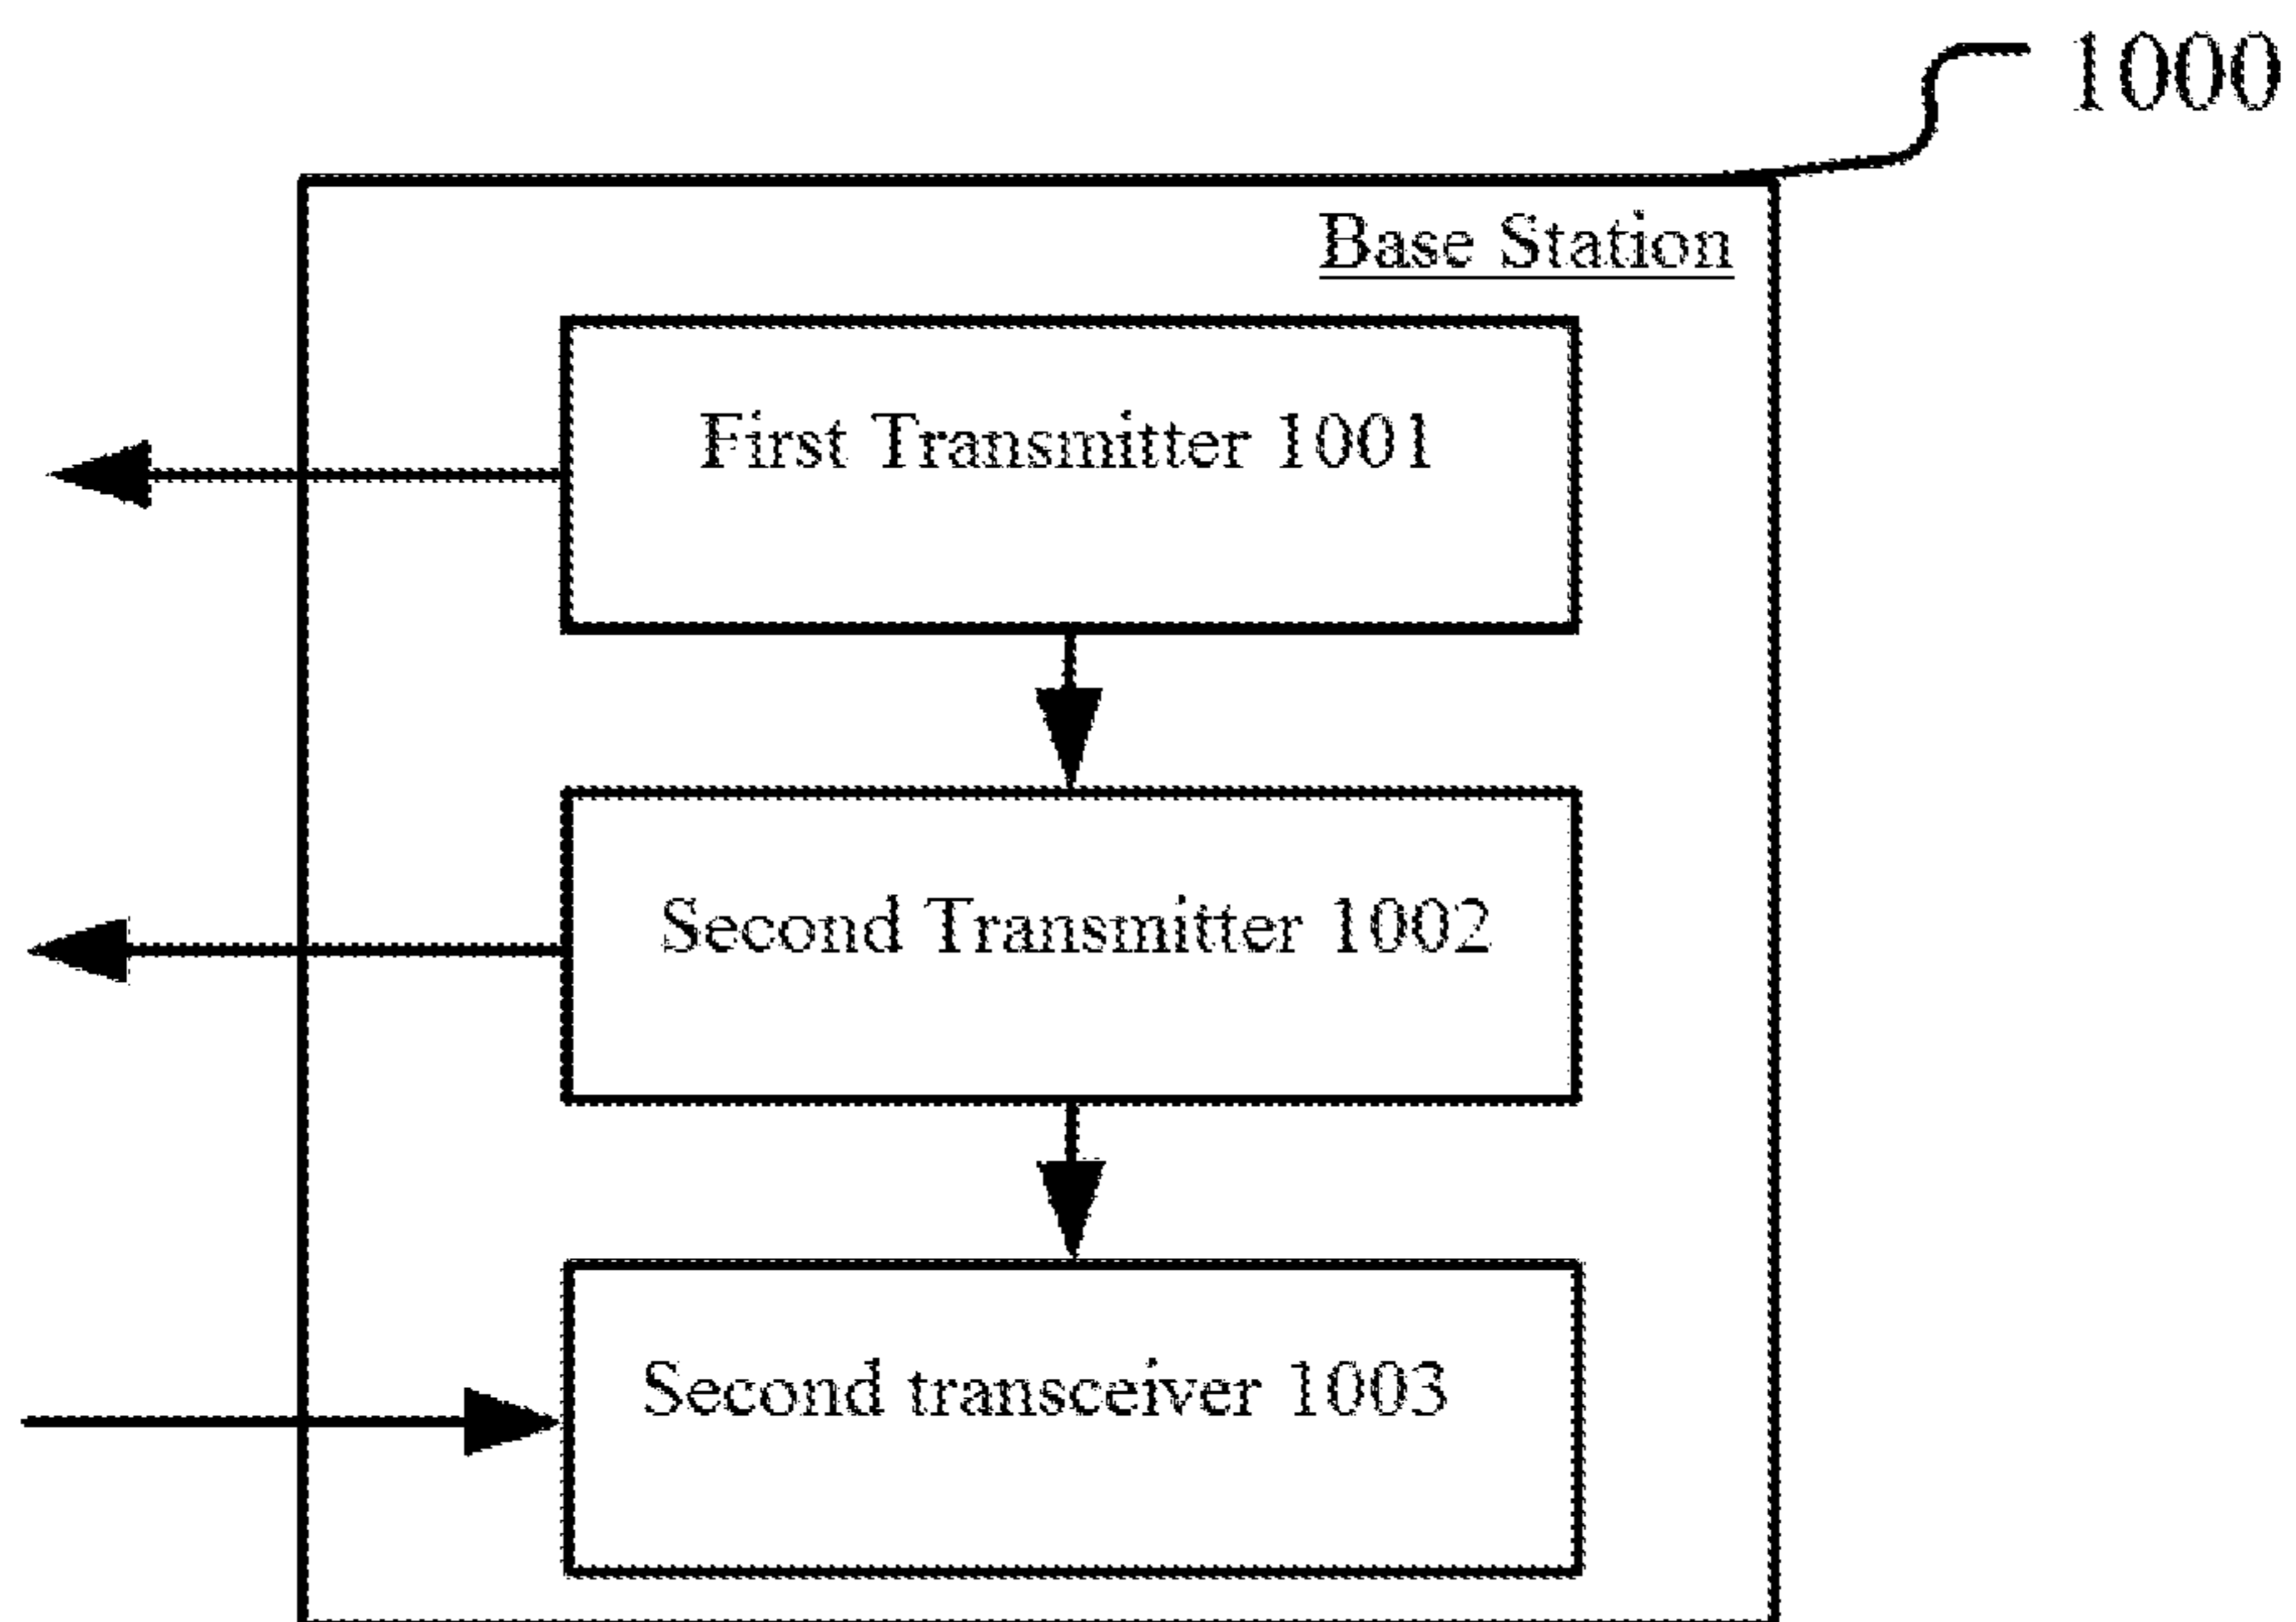 1000
Base Station
First Transmitter 1001
Second Transmitter 1002
Second transceiver 1003